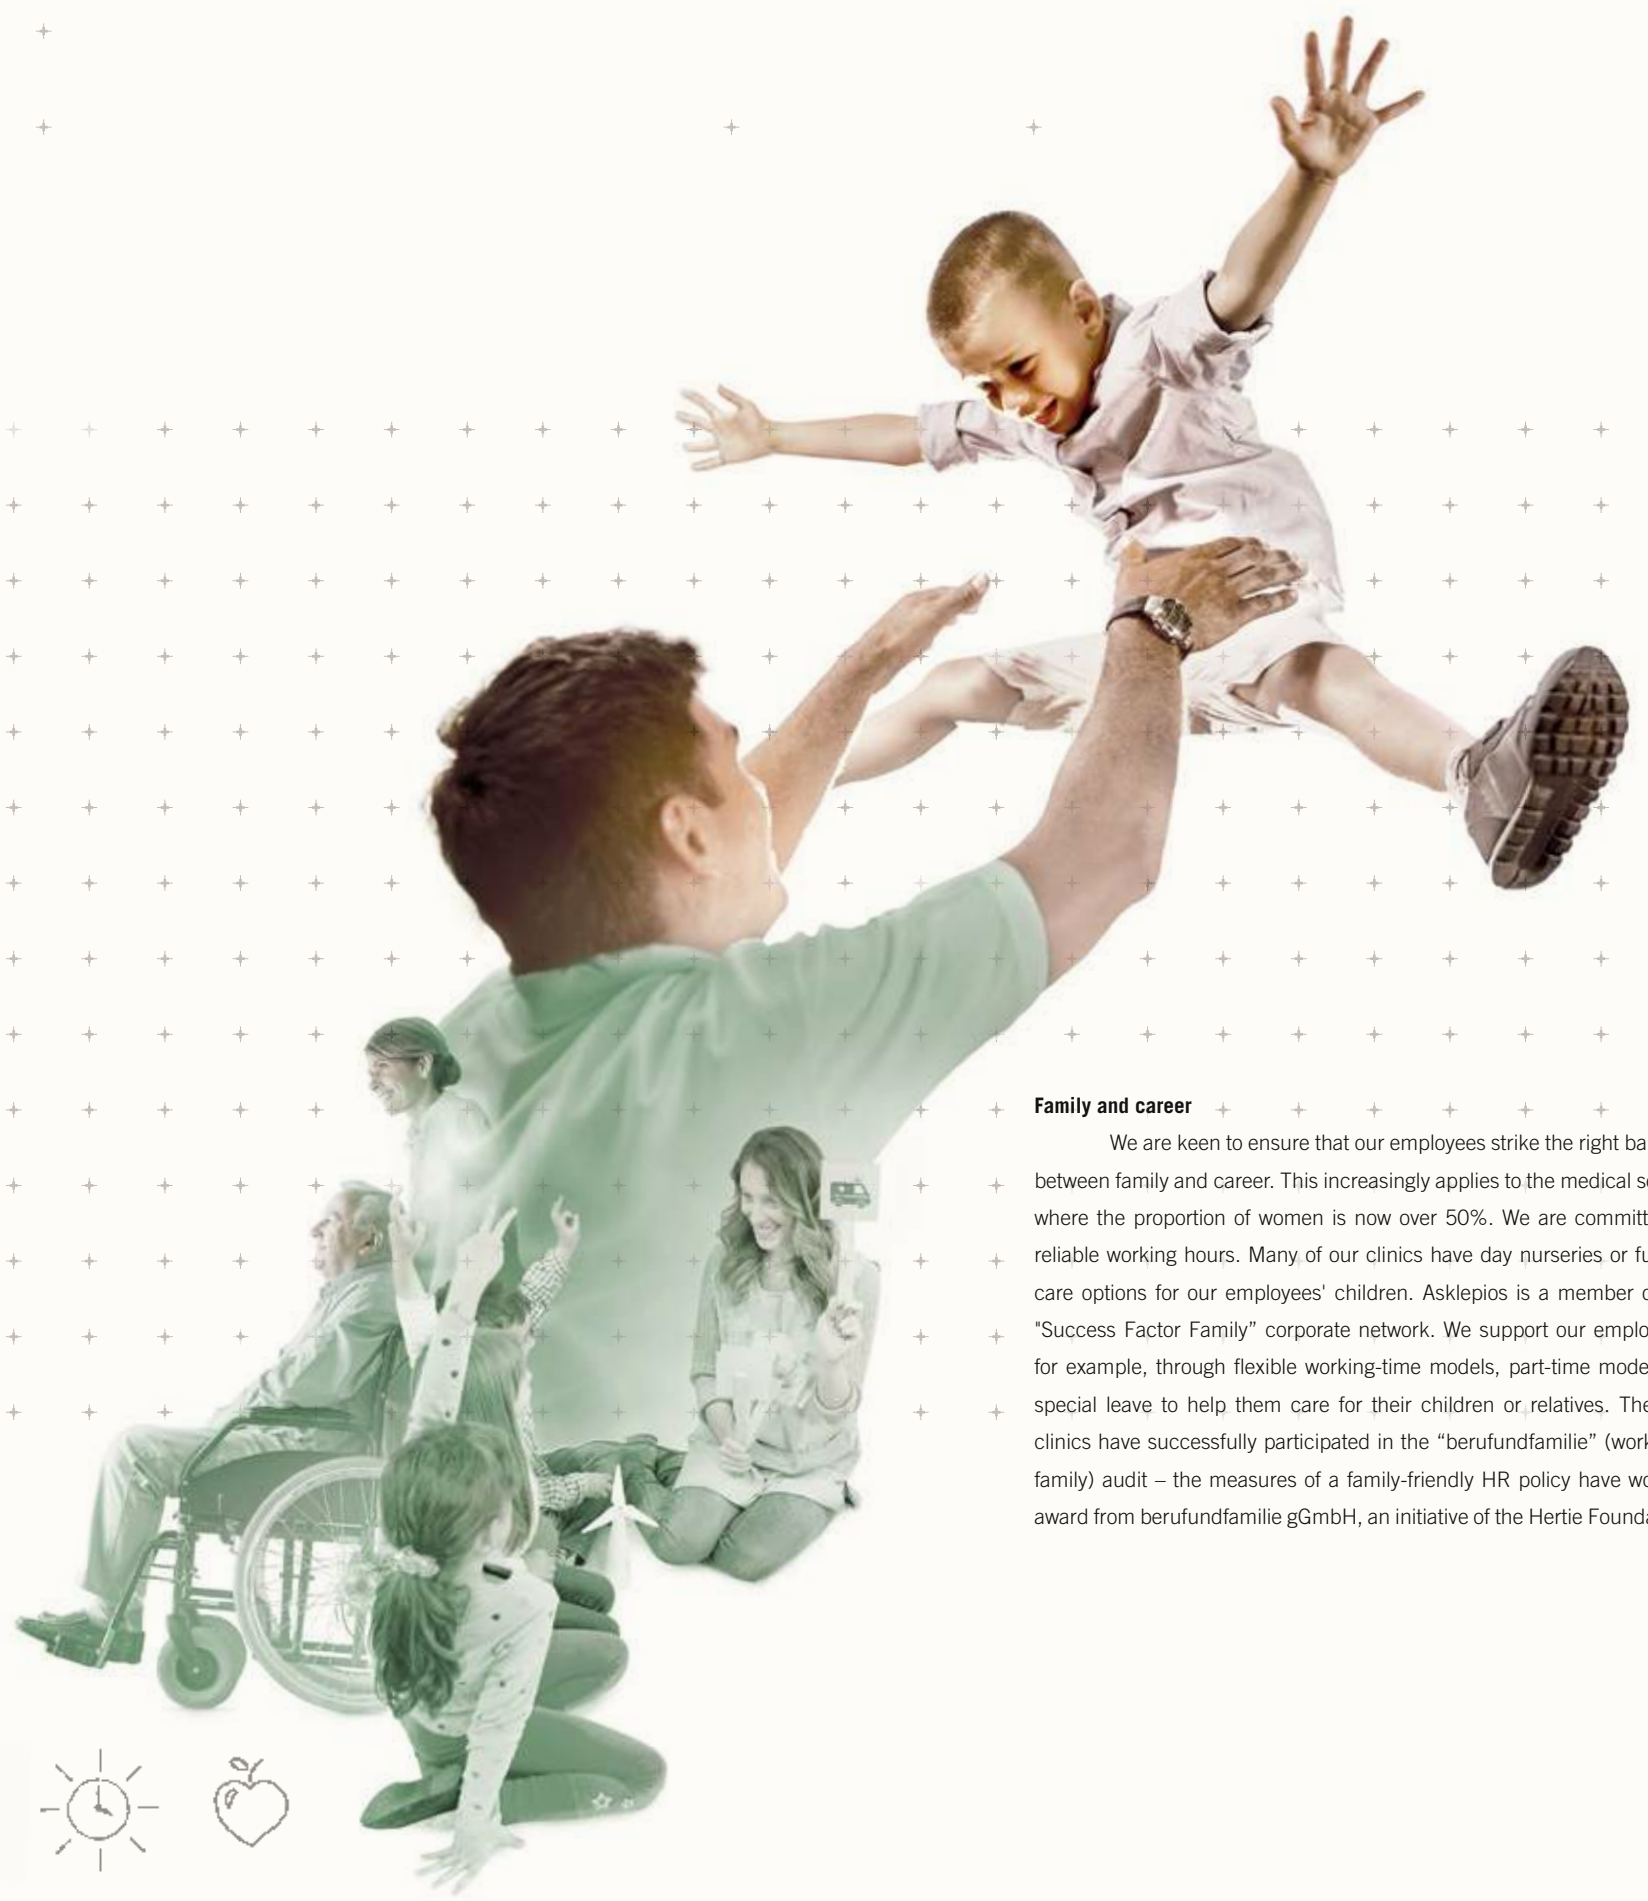 Family and career
We are keen to ensure that our employees strike the right ba
between family and career. This increasingly applies to the medical s
where the proportion of women is now over 50%. We are committ
reliable working hours. Many of our clinics have day nurseries or fu
care options for our employees' children. Asklepios is a member o
"Success Factor Family” corporate network. We support our emplo
for example, through flexible working-time models, part-time mode
special leave to help them care for their children or relatives. The
clinics have successfully participated in the “berufundfamilie” (work
family) audit – the measures of a family-friendly HR policy have wo
award from berufundfamilie gGmbH, an initiative of the Hertie Founda